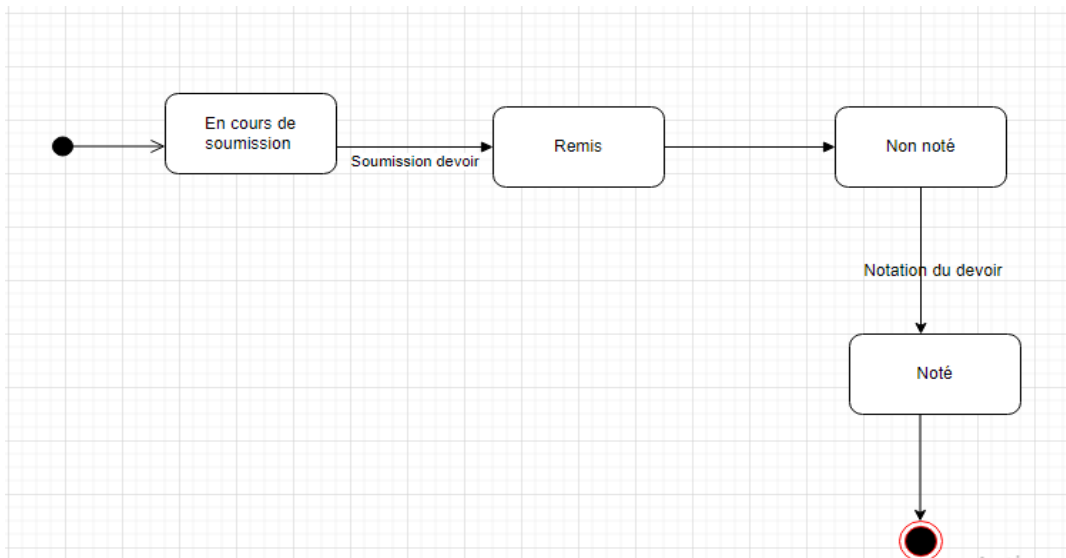 En cours de
soumission
Soumission devoir
Remis
Non noté
Notation du devoir
Noté